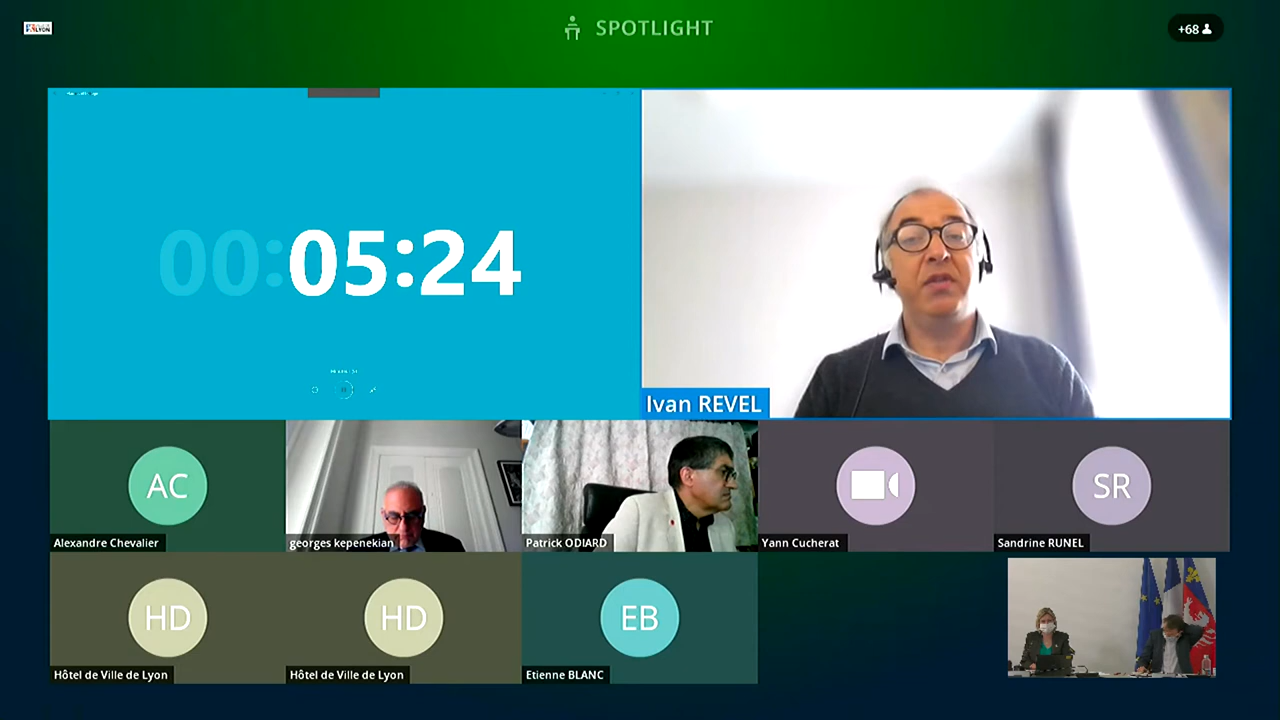 LYON
SPOTLIGHT
+68
00:05:24
Ivan REVEL
AC
Alexandre Chevalier
georges kepenekian
Patrick ODIARD
Yann Cucherat
SR
Sandrine RUNEL
HD
Hôtel de Ville de Lyon
HD
Hôtel de Ville de Lyon
EB
Etienne BLANC